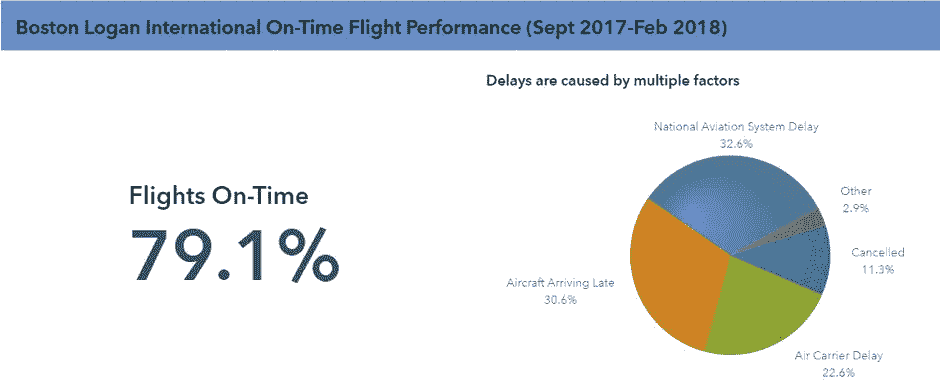 Boston Logan International On-Time Flight Performance (Sept 2017-Feb 2018)
Delays are caused by multiple factors
Flights On-Time
79.1%
National Aviation System Delay
32.6%
Other
2.9%
Cancelled
11.3%
Air Carrier Delay
22.6%
Aircraft Arriving Late
30.6%